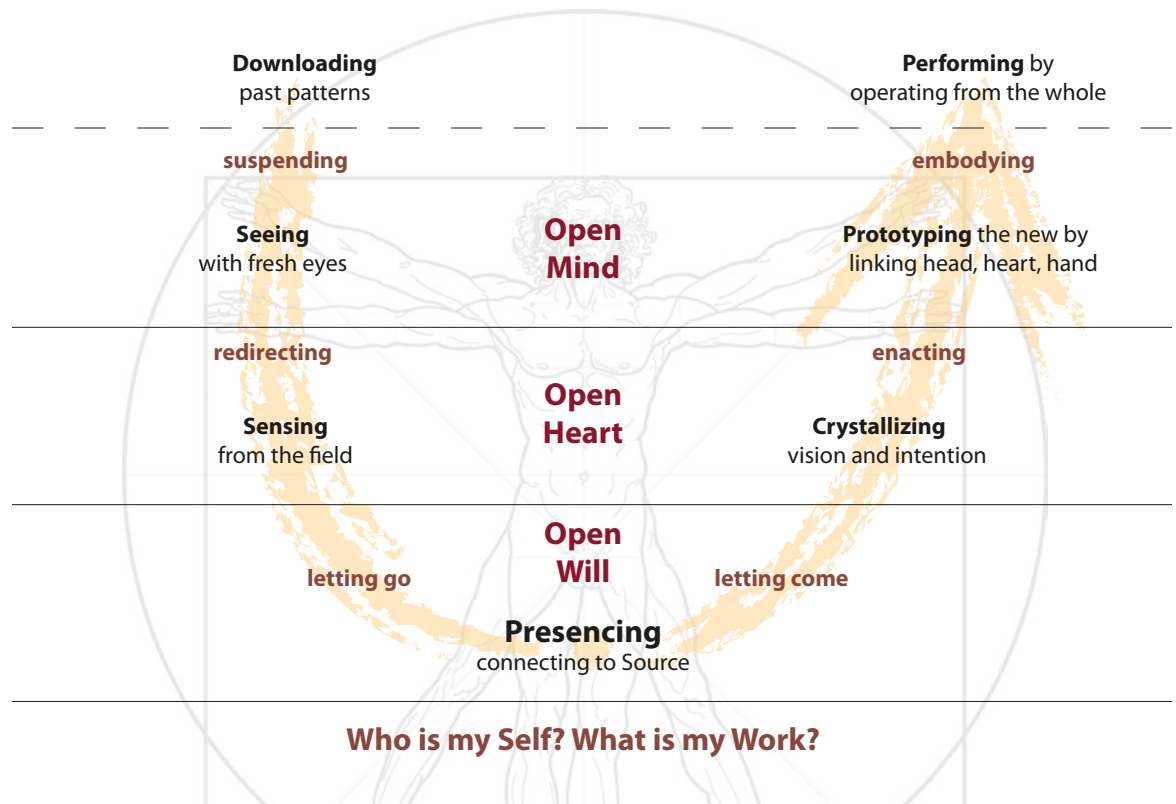 Downloading
past patterns
Performing by
operating from the whole
suspending
embodying
Seeing
with fresh eyes
Open
Mind
Prototyping the new by
linking head, heart, hand
redirecting
enacting
Sensing
from the field
Open
Heart
Crystallizing
vision and intention
Open
Will
letting go
letting come
Presencing
connecting to Source
Who is my Self? What is my Work?